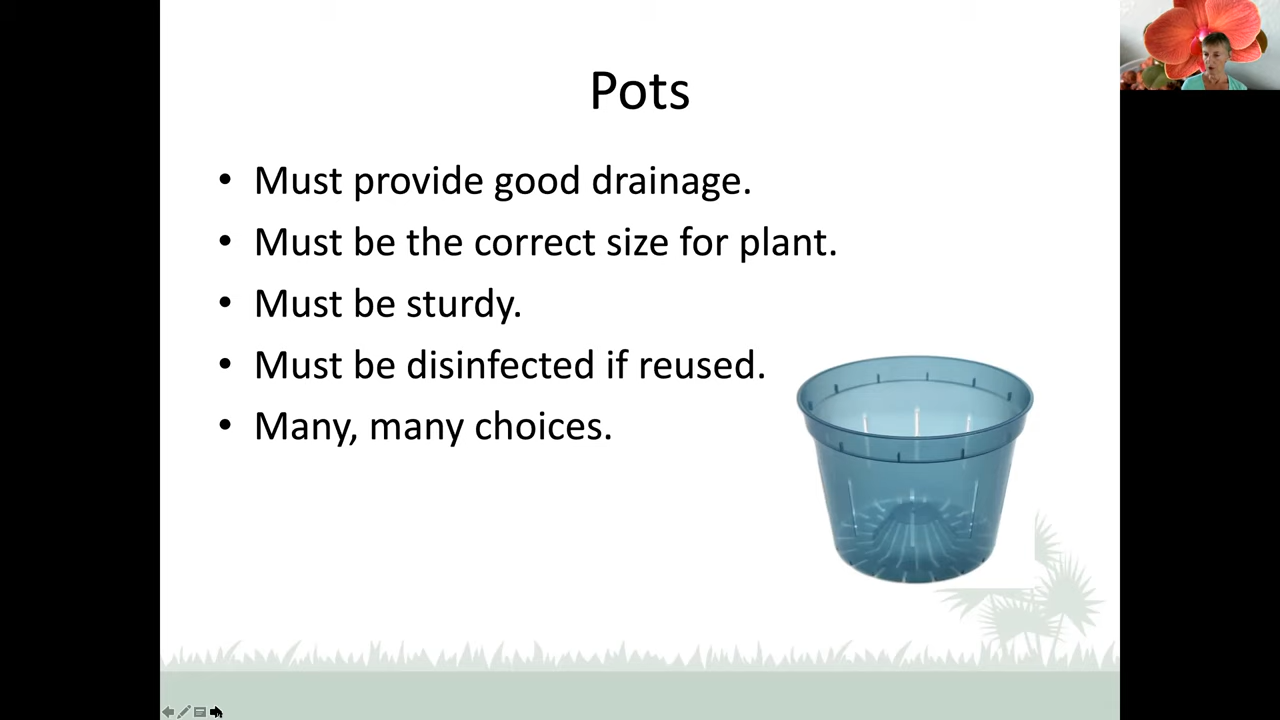 Pots
• Must provide good drainage.
• Must be the correct size for plant.
• Must be sturdy.
• Must be disinfected if reused.
• Many, many choices.